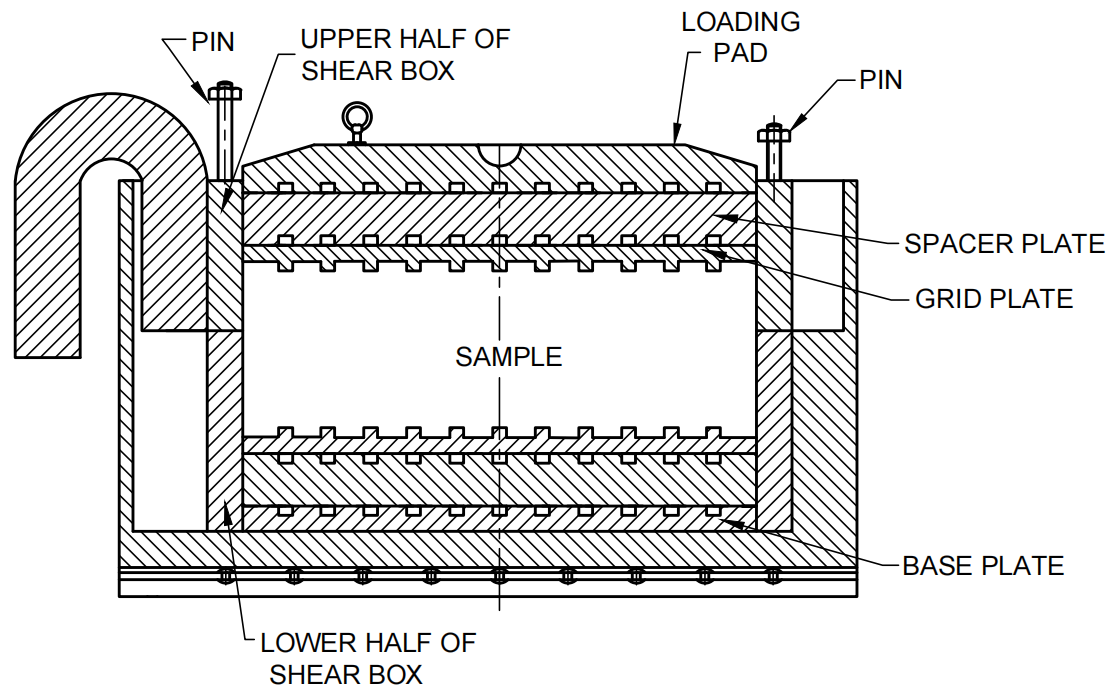 PIN
UPPER HALF OF
SHEAR BOX
LOADING
PAD
PIN
SPACER PLATE
GRID PLATE
SAMPLE
BASE PLATE
LOWER HALF OF
SHEAR BOX